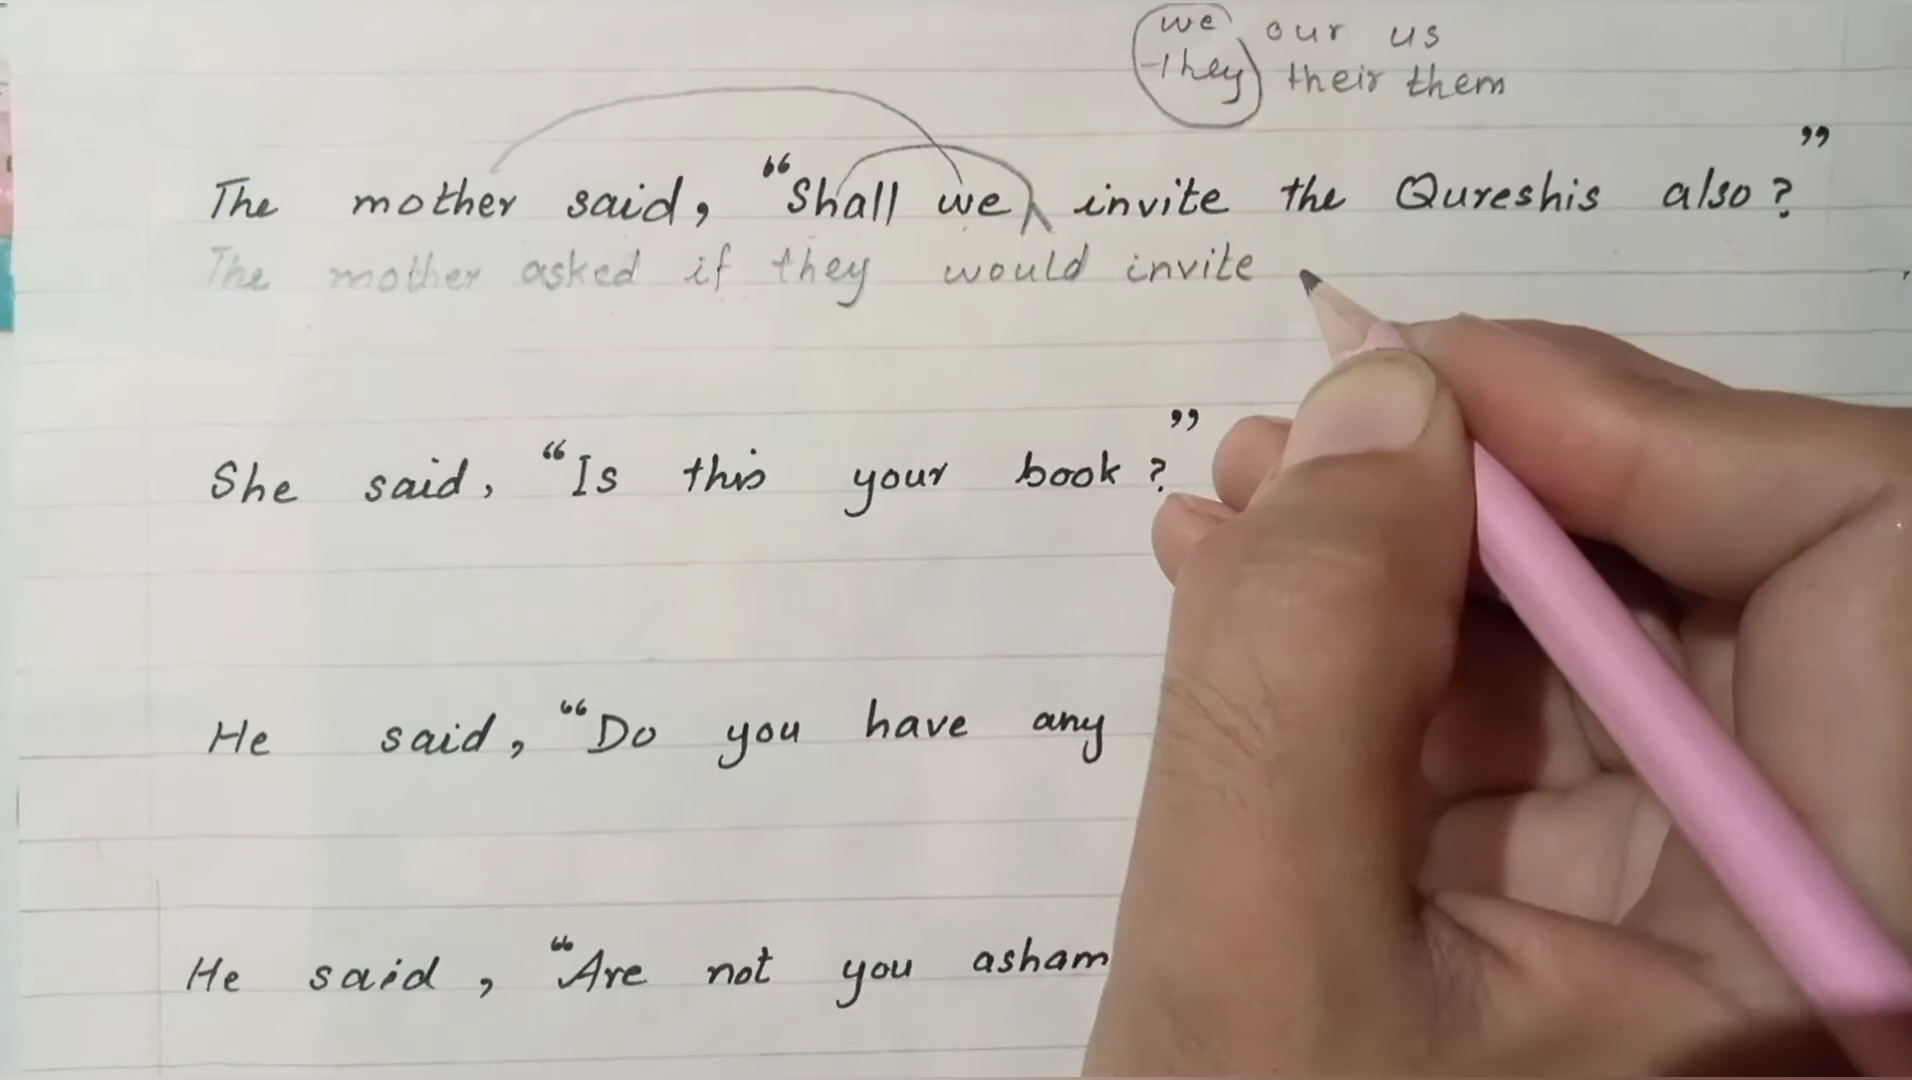 we our us
they their them
The mother said, "Shall we invite the Qureshis also?"
The mother asked if they would invite
She said, "Is this your book?"
He said, "Do you have any
He said, "Are not you asham